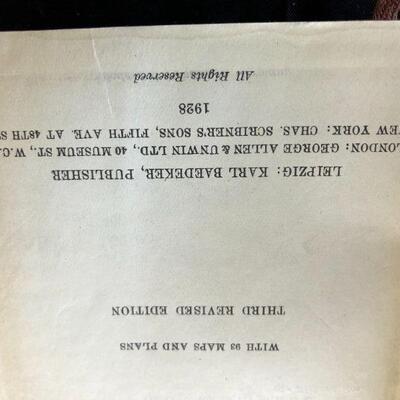 WITH 93 MAPS AND PLANS
THIRD REVISED EDITION
LEIPZIG: KARL BAEDEKER, PUBLISHER
LONDON: GEORGE ALLEN & UNWIN LTD., 40 MUSEUM ST., W.C.
NEW YORK: CHAS. SCRIBNER'S SONS, FIFTH AVE. AT 48TH S
1928
All Rights Reserved